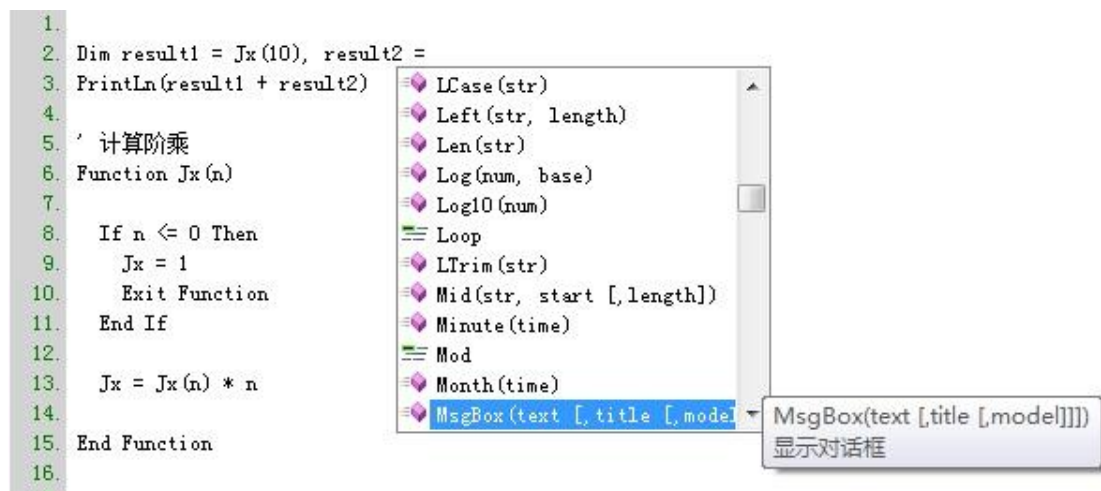 1.
2. Dim result1 = Jx(10), result2 =
3. PrintLn(result1 + result2)
4.
5. ' 计算阶乘
6. Function Jx(n)
7.
8. If n <= 0 Then
9. Jx = 1
10. Exit Function
11. End If
12.
13. Jx = Jx(n) * n
14.
15. End Function
16.
LCase(str)
Left(str, length)
Len(str)
Log(num, base)
Log10(num)
Loop
LTrim(str)
Mid(str, start [,length])
Minute(time)
Mod
Month(time)
MsgBox(text [,title [,model
MsgBox(text [,title [,model]]])
显示对话框